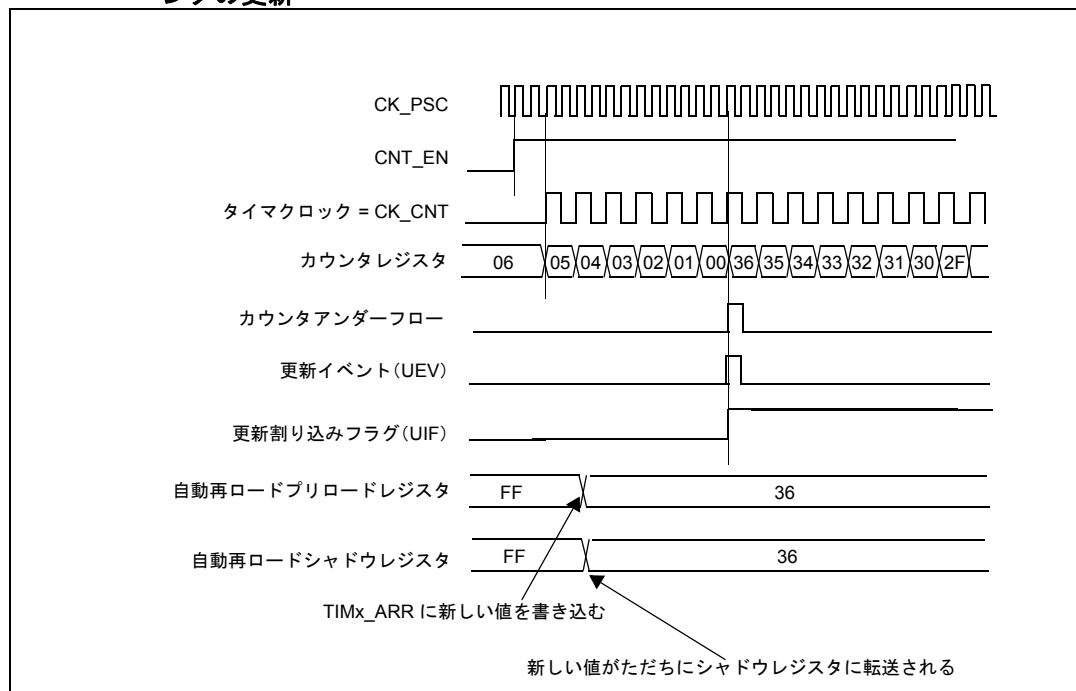 の更新
CK_PSC
CNT_EN
タイマクロック = CK_CNT
カウンタレジスタ 06 05 04 03 02 01 00 36 35 34 33 32 31 30 2F
カウンタアンダーフロー
更新イベント(UEV)
更新割り込みフラグ(UIF)
自動再ロードプリロードレジスタ FF 36
自動再ロードシャドウレジスタ FF 36
TIMx_ARR に新しい値を書き込む
新しい値がただちにシャドウレジスタに転送される